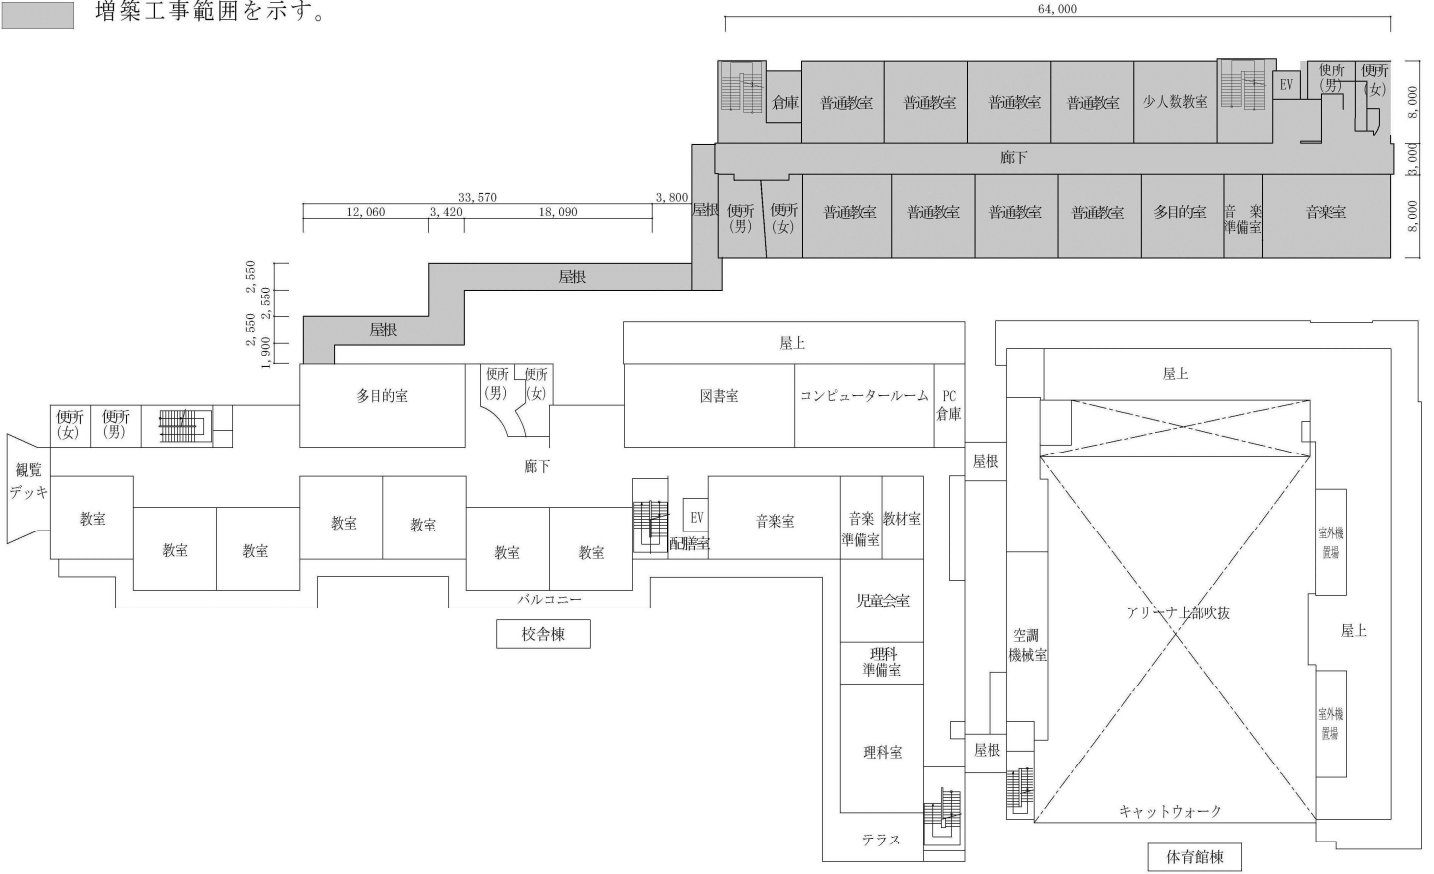 増築工事範囲を示す。
64,000
倉庫
普通教室
普通教室
普通教室
普通教室
少人数教室
EV
便所
(男)
便所
(女)
8,000
廊下
3,000
屋根
便所
(男)
便所
(女)
普通教室
普通教室
普通教室
普通教室
多目的室
音楽
準備室
音楽室
8,000
33,570
3,800
12,060
3,420
18,090
2,550
2,550
2,550
1,900
屋根
屋根
屋上
多目的室
便所
(男)
便所
(女)
図書室
コンピュータールーム
PC
倉庫
便所
(女)
便所
(男)
観覧
デッキ
廊下
屋根
屋上
教室
教室
教室
教室
教室
教室
教室
EV
配膳室
音楽室
音楽
準備室
教材室
バルコニー
校舎棟
児童会室
理科
準備室
理科室
テラス
屋根
空調
機械室
アリーナ上部吹抜
室外機
置場
屋上
室外機
置場
キャットウォーク
体育館棟